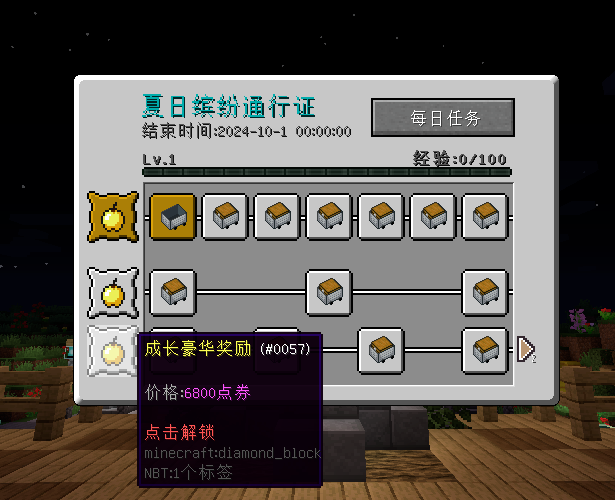 夏日缤纷通行证
结束时间:2024-10-1 00:00:00
每日任务
Lv.1
经验:0/100
成长豪华奖励 (#0057)
价格:6800点券
点击解锁
minecraft:diamond_block
NBT:1个标签
2